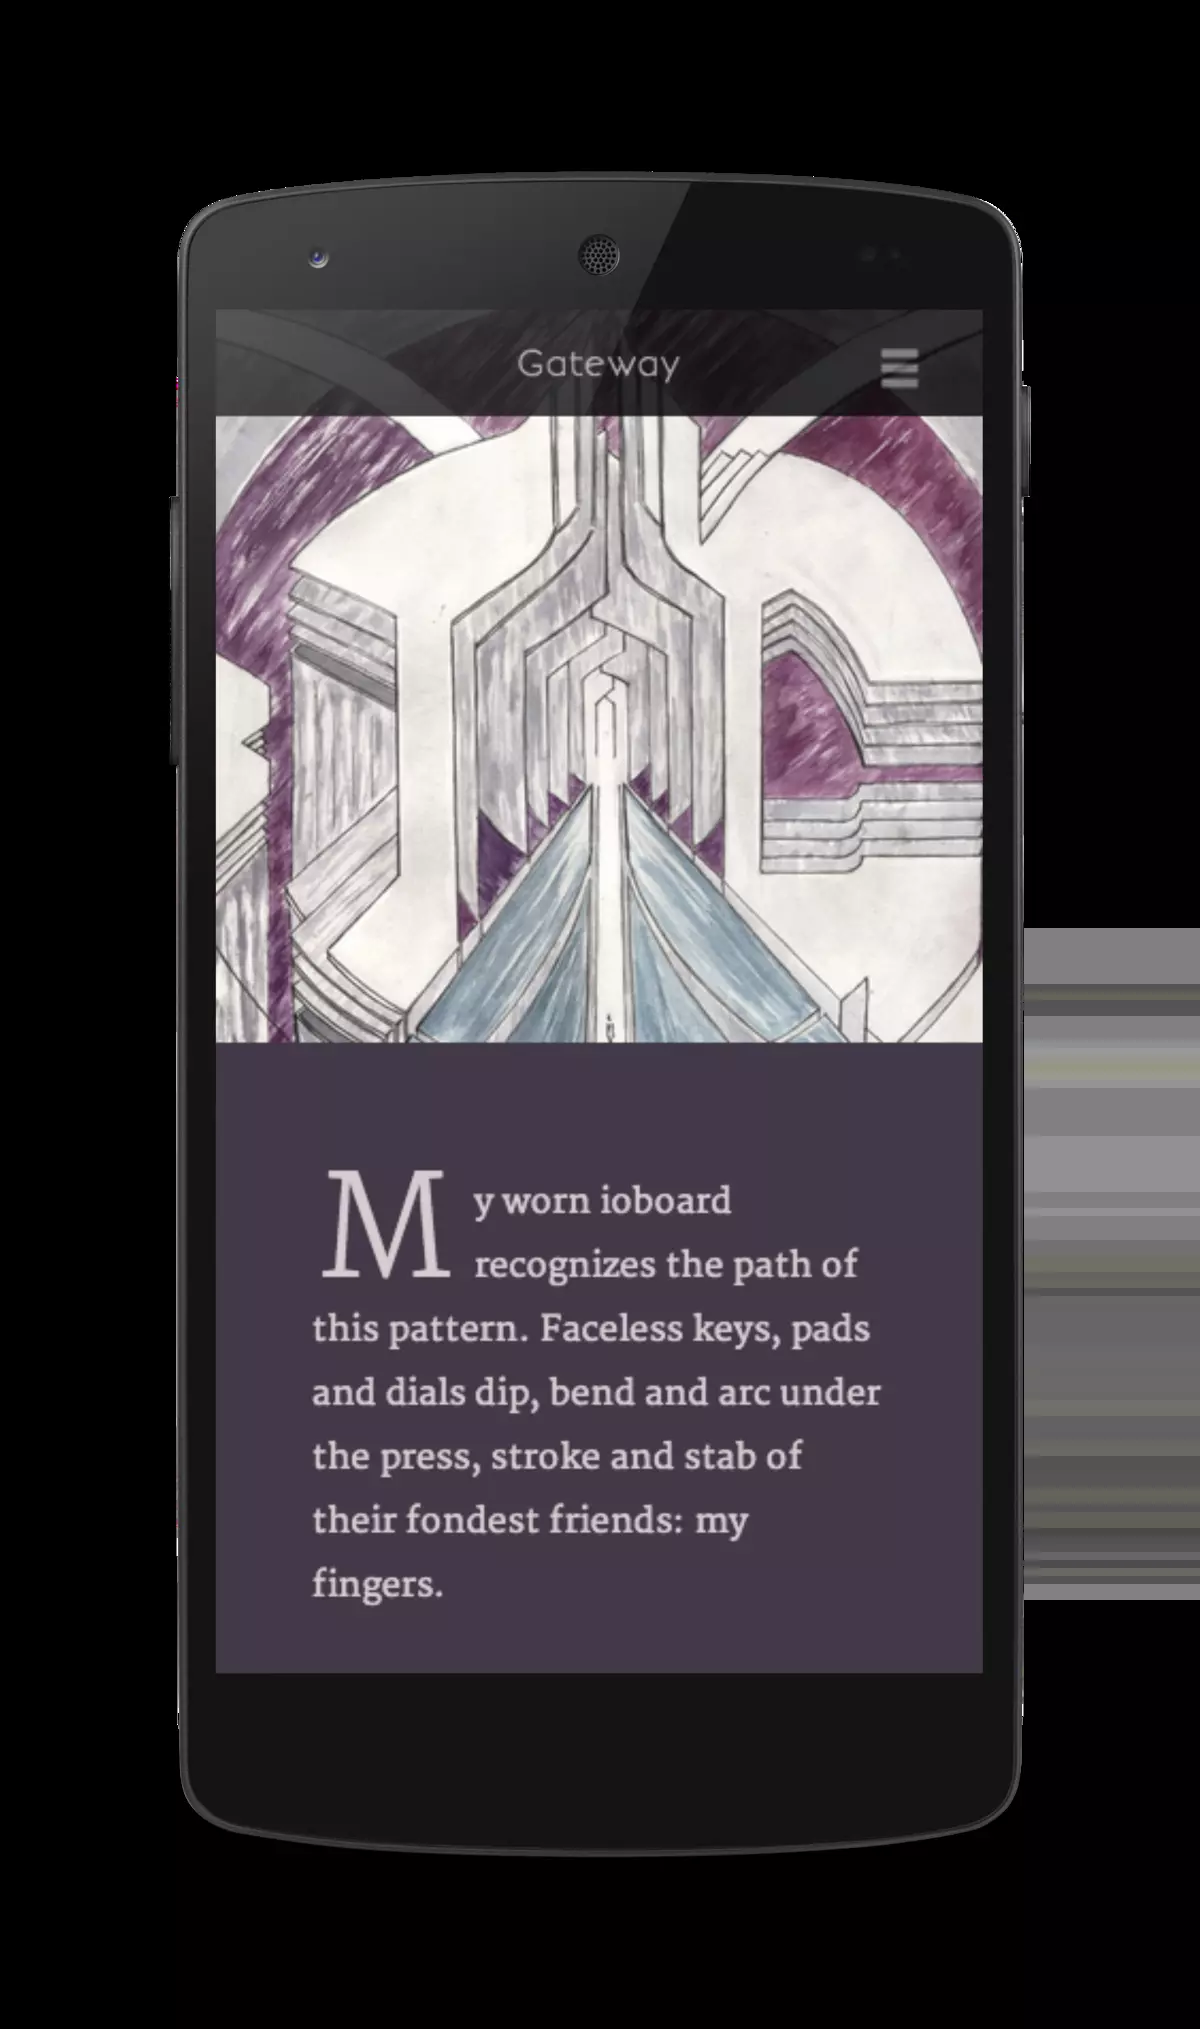 Gateway
My worn ioboard
recognizes the path of
this pattern. Faceless keys, pads
and dials dip, bend and arc under
the press, stroke and stab of
their fondest friends: my
fingers.